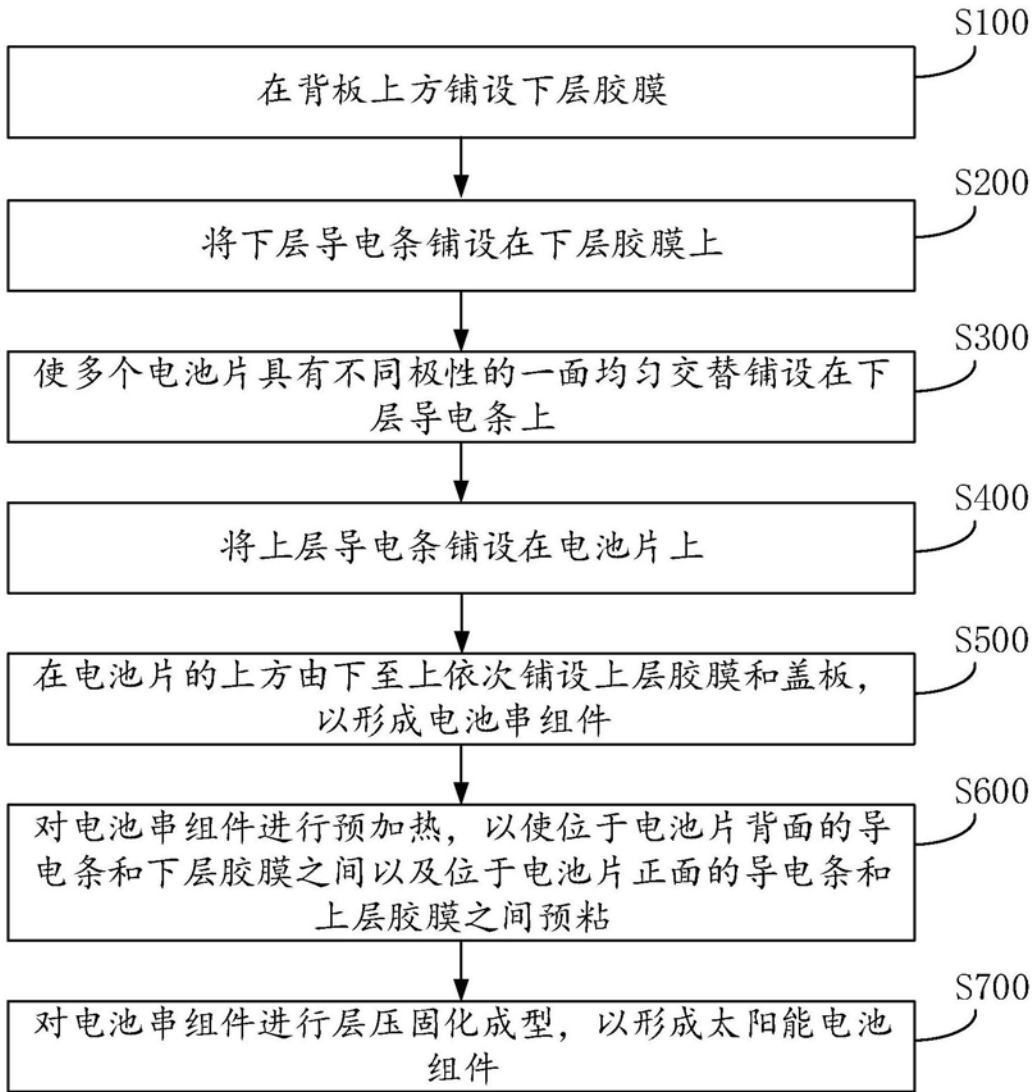 S100
在背板上方铺设下层胶膜
S200
将下层导电条铺设在下层胶膜上
S300
使多个电池片具有不同极性的一面均匀交替铺设在下
层导电条上
S400
将上层导电条铺设在电池片上
S500
在电池片的上方由下至上依次铺设上层胶膜和盖板，
以形成电池串组件
S600
对电池串组件进行预加热，以使位于电池片背面的导
电条和下层胶膜之间以及位于电池片正面的导电条和
上层胶膜之间预粘
S700
对电池串组件进行层压固化成型，以形成太阳能电池
组件